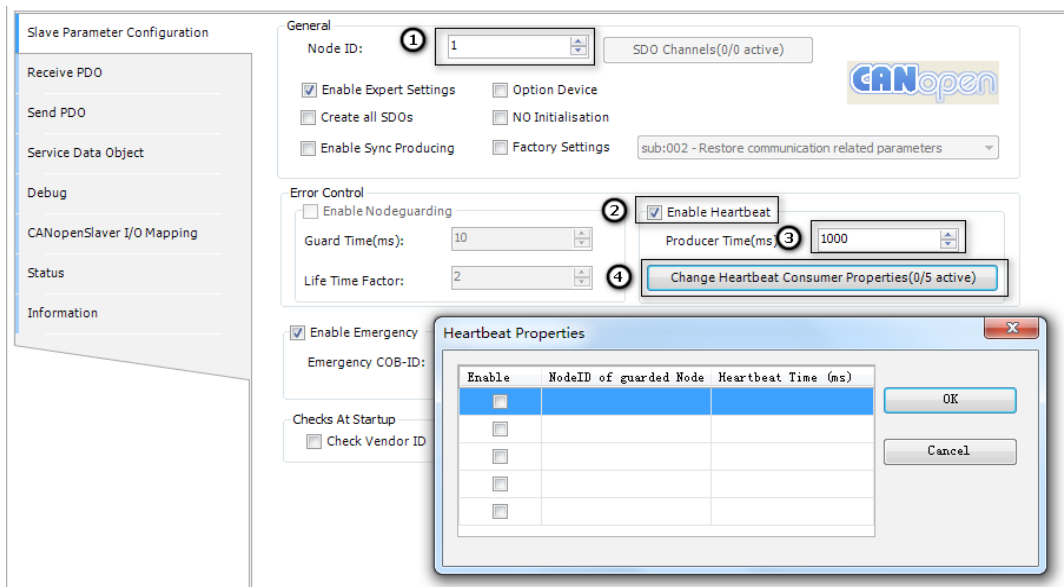 Slave Parameter Configuration
Receive PDO
Send PDO
Service Data Object
Debug
CANopenSlaver I/O Mapping
Status
Information
General
Node ID: ① 1 SDO Channels(0/0 active)
CANopen
Enable Expert Settings Option Device
Create all SDOs NO Initialisation
Enable Sync Producing Factory Settings sub:002 - Restore communication related parameters
Error Control
Enable Nodeguarding ② Enable Heartbeat
Guard Time(ms): 10 Producer Time(ms) ③ 1000
Life Time Factor: 2 ④ Change Heartbeat Consumer Properties(0/5 active)
Enable Emergency
Emergency COB-ID:
Checks At Startup
Check Vendor ID
Heartbeat Properties
Enable NodeID of guarded Node Heartbeat Time (ms)
OK
Cancel